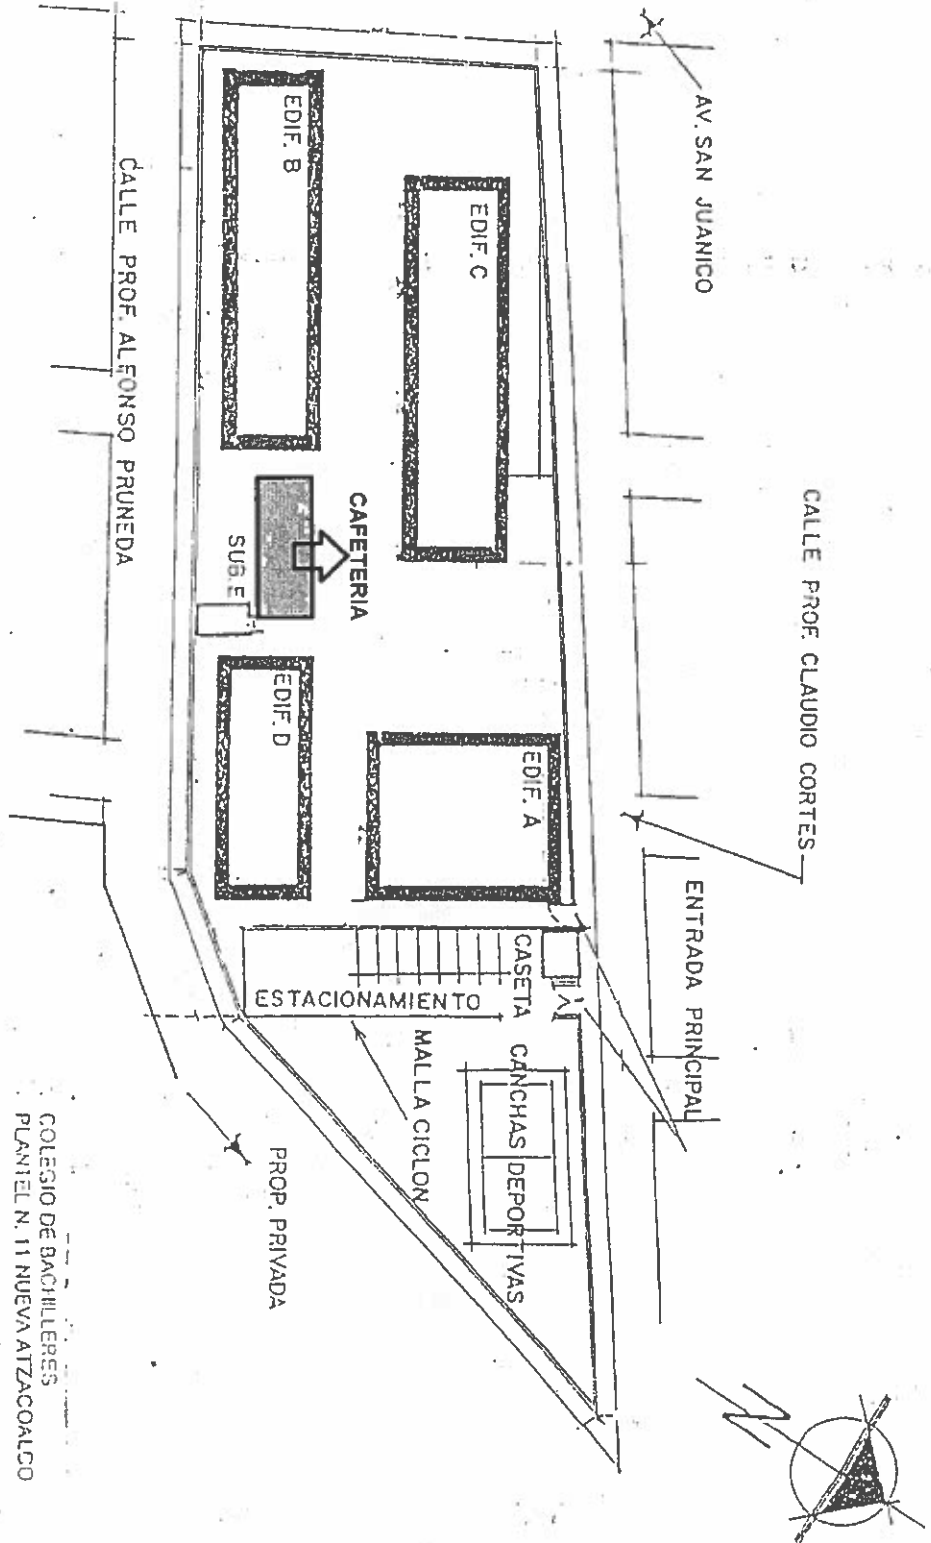 AV. SAN JUANICO
CALLE PROF. CLAUDIO CORTES
ENTRADA PRINCIPAL
EDIF. C
EDIF. B
CAFETERIA
SUB.E
EDIF. A
EDIF. D
CASETA
ESTACIONAMIENTO
CANCHAS DEPORTIVAS
MALLA CICLON
PROP. PRIVADA
CALLE PROF. ALFONSO PRUNEDA
N
COLEGIO DE BACHILLERES
PLANTEL N. 11 NUEVA ATZACOALCO